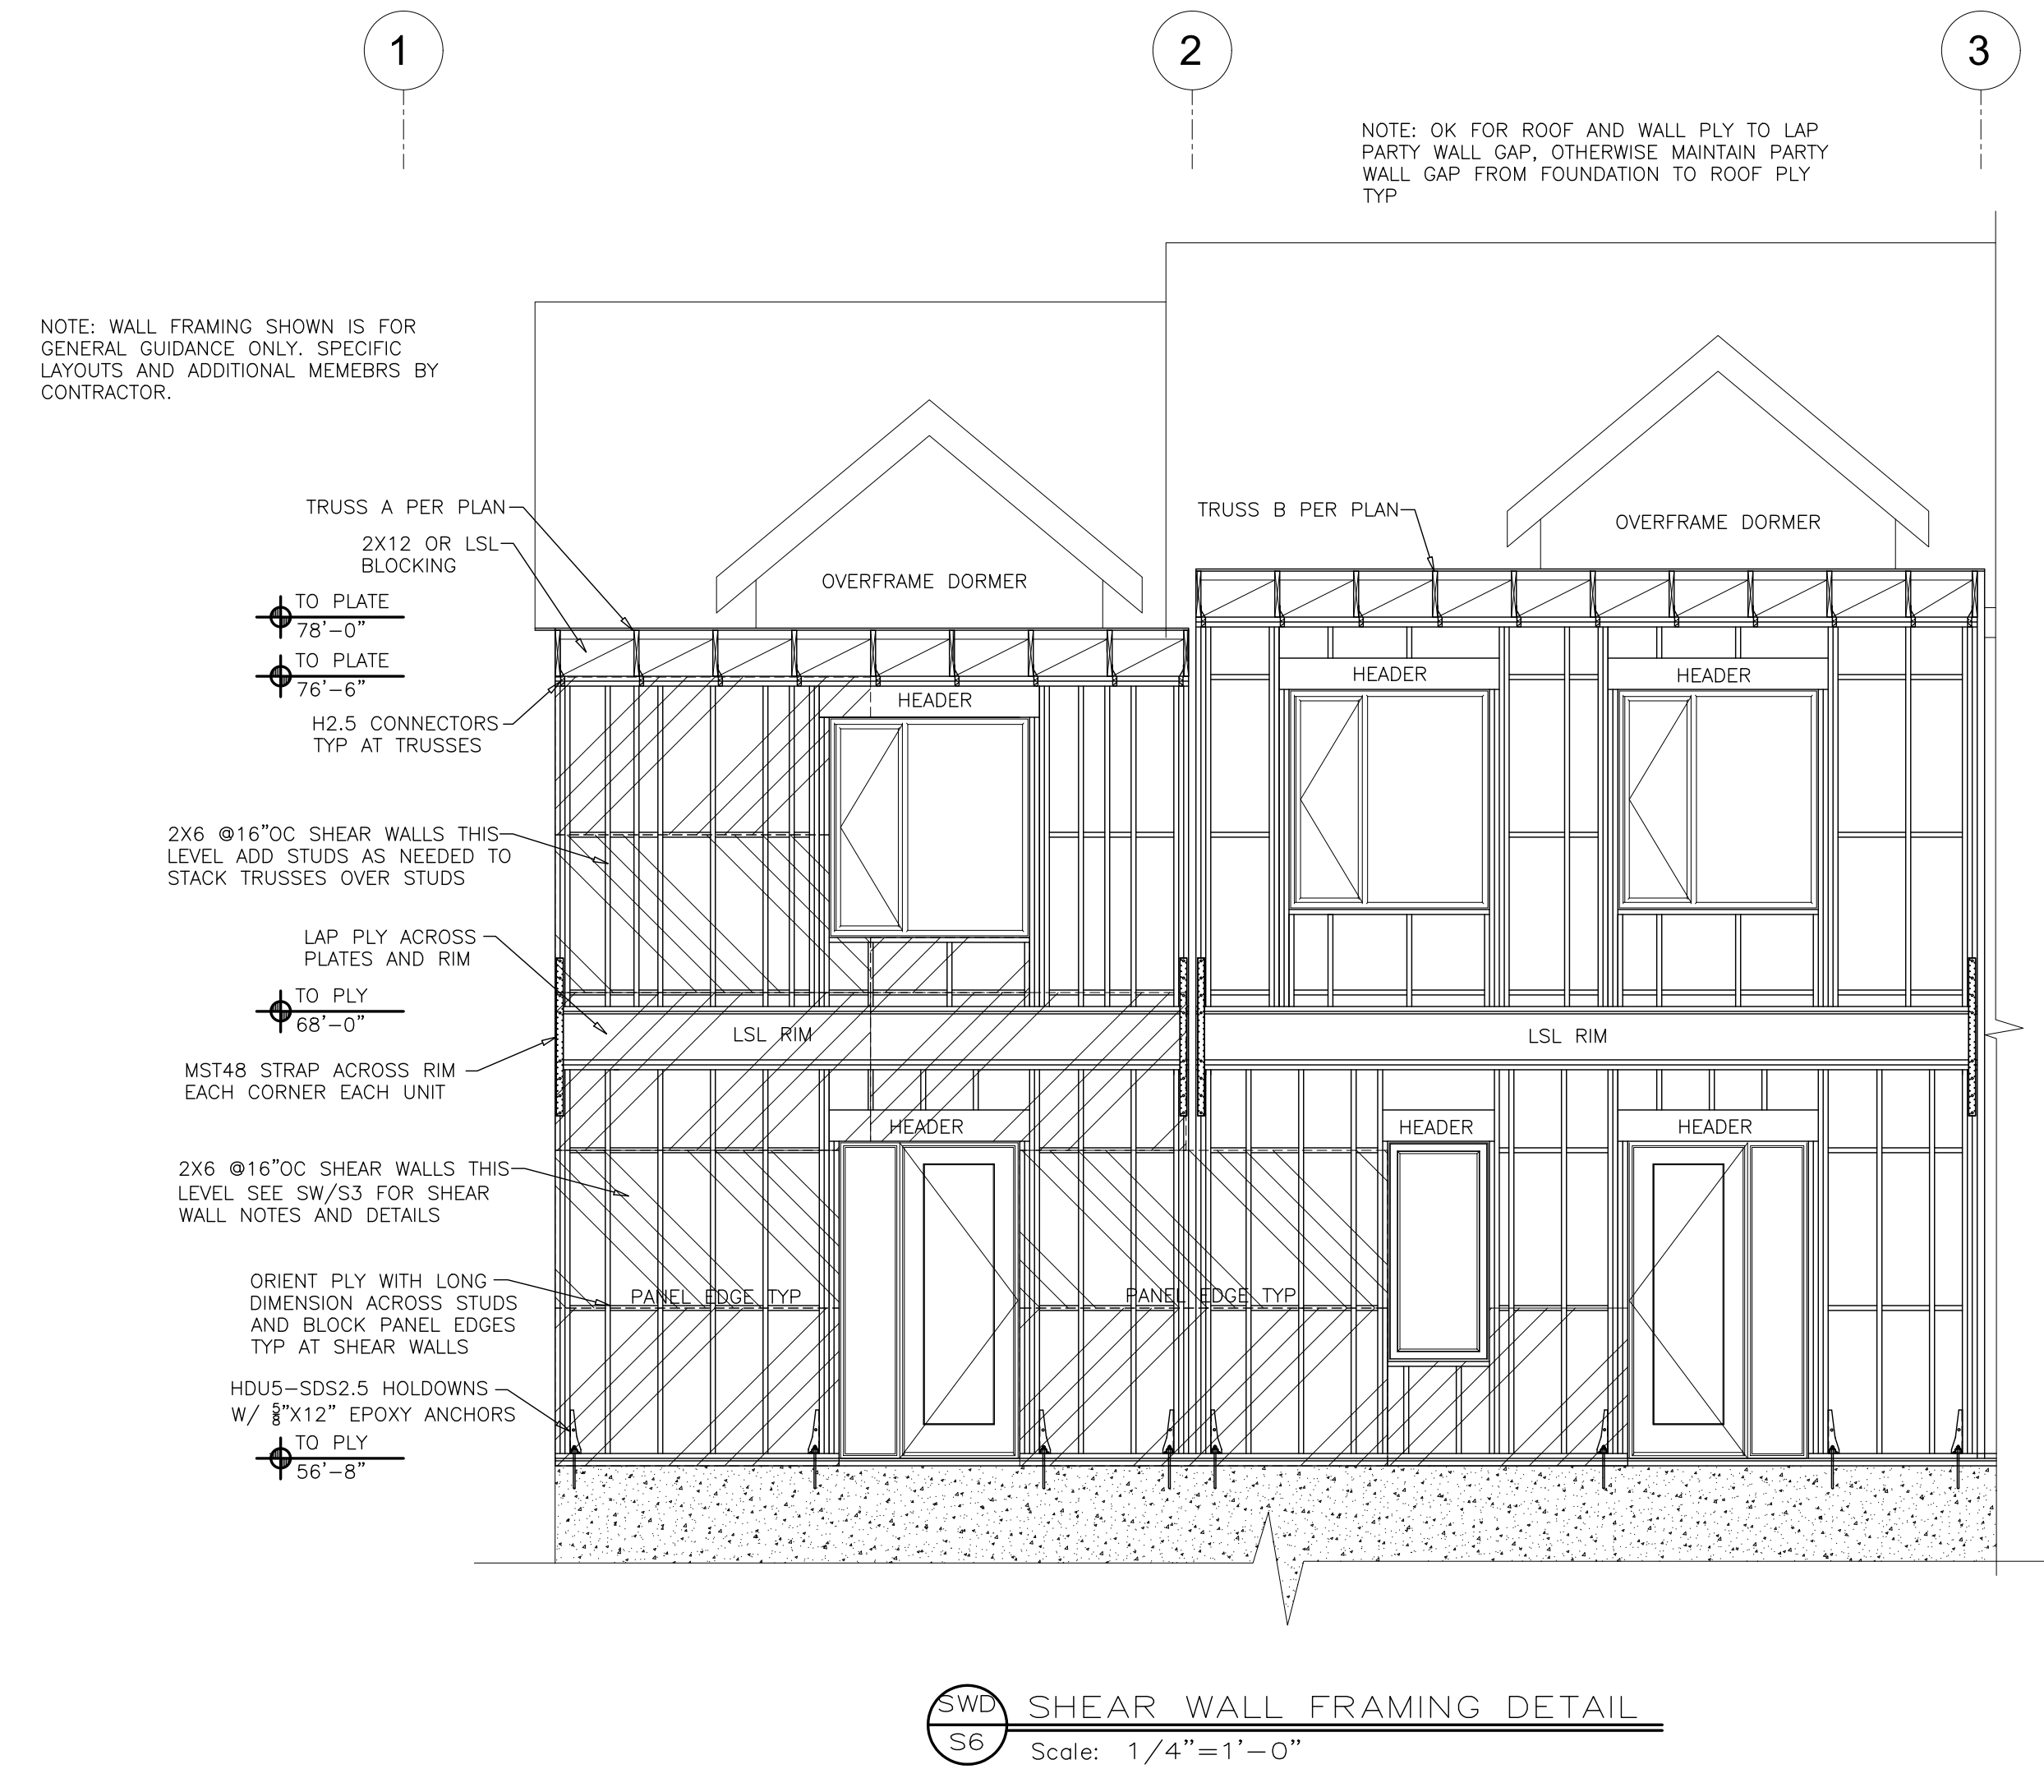 1
2
3
NOTE: OK FOR ROOF AND WALL PLY TO LAP
PARTY WALL GAP, OTHERWISE MAINTAIN PARTY
WALL GAP FROM FOUNDATION TO ROOF PLY
TYP
NOTE: WALL FRAMING SHOWN IS FOR
GENERAL GUIDANCE ONLY. SPECIFIC
LAYOUTS AND ADDITIONAL MEMEBRS BY
CONTRACTOR.
TRUSS A PER PLAN
2X12 OR LSL
BLOCKING
TO PLATE
78'-0"
TO PLATE
76'-6"
H2.5 CONNECTORS
TYP AT TRUSSES
2X6 @16"OC SHEAR WALLS THIS
LEVEL ADD STUDS AS NEEDED TO
STACK TRUSSES OVER STUDS
LAP PLY ACROSS
PLATES AND RIM
TO PLY
68'-0"
MST48 STRAP ACROSS RIM
EACH CORNER EACH UNIT
2X6 @16"OC SHEAR WALLS THIS
LEVEL SEE SW/S3 FOR SHEAR
WALL NOTES AND DETAILS
ORIENT PLY WITH LONG
DIMENSION ACROSS STUDS
AND BLOCK PANEL EDGES
TYP AT SHEAR WALLS
HDU5-SDS2.5 HOLDOWNS
W/ 5/8"X12" EPOXY ANCHORS
TO PLY
56'-8"
OVERFRAME DORMER
TRUSS B PER PLAN
OVERFRAME DORMER
HEADER
HEADER
HEADER
LSL RIM
LSL RIM
HEADER
HEADER
HEADER
PANEL EDGE TYP
PANEL EDGE TYP
SWD
S6
SHEAR WALL FRAMING DETAIL
Scale: 1/4"=1'-0"